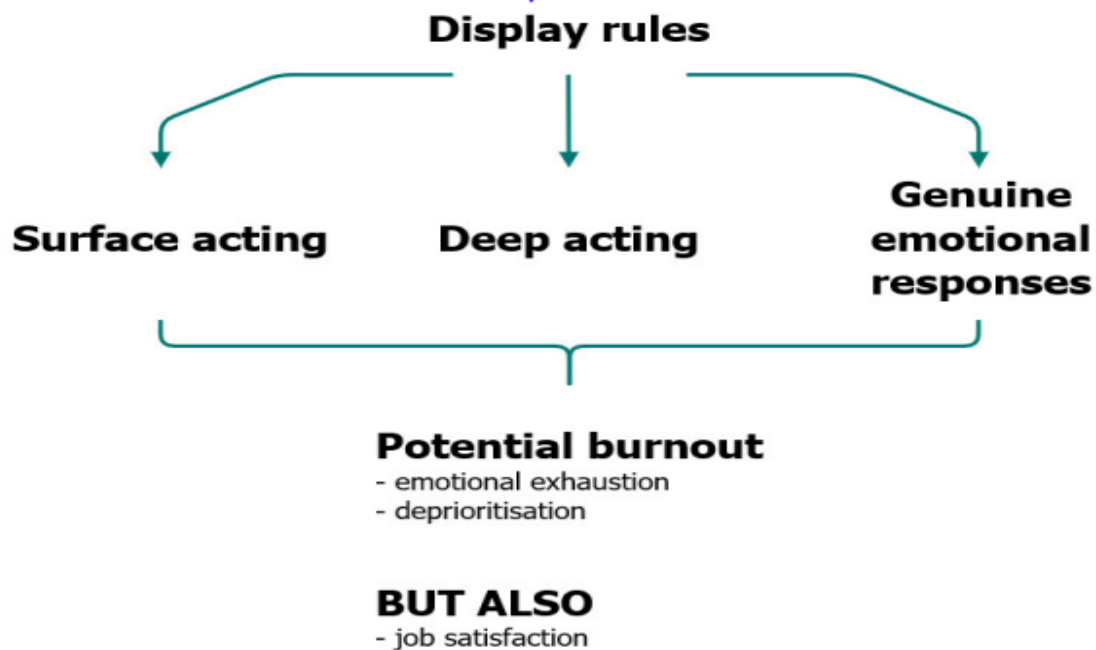 Display rules
Surface acting
Deep acting
Genuine
emotional
responses
Potential burnout
- emotional exhaustion
- deprioritisation
BUT ALSO
- job satisfaction